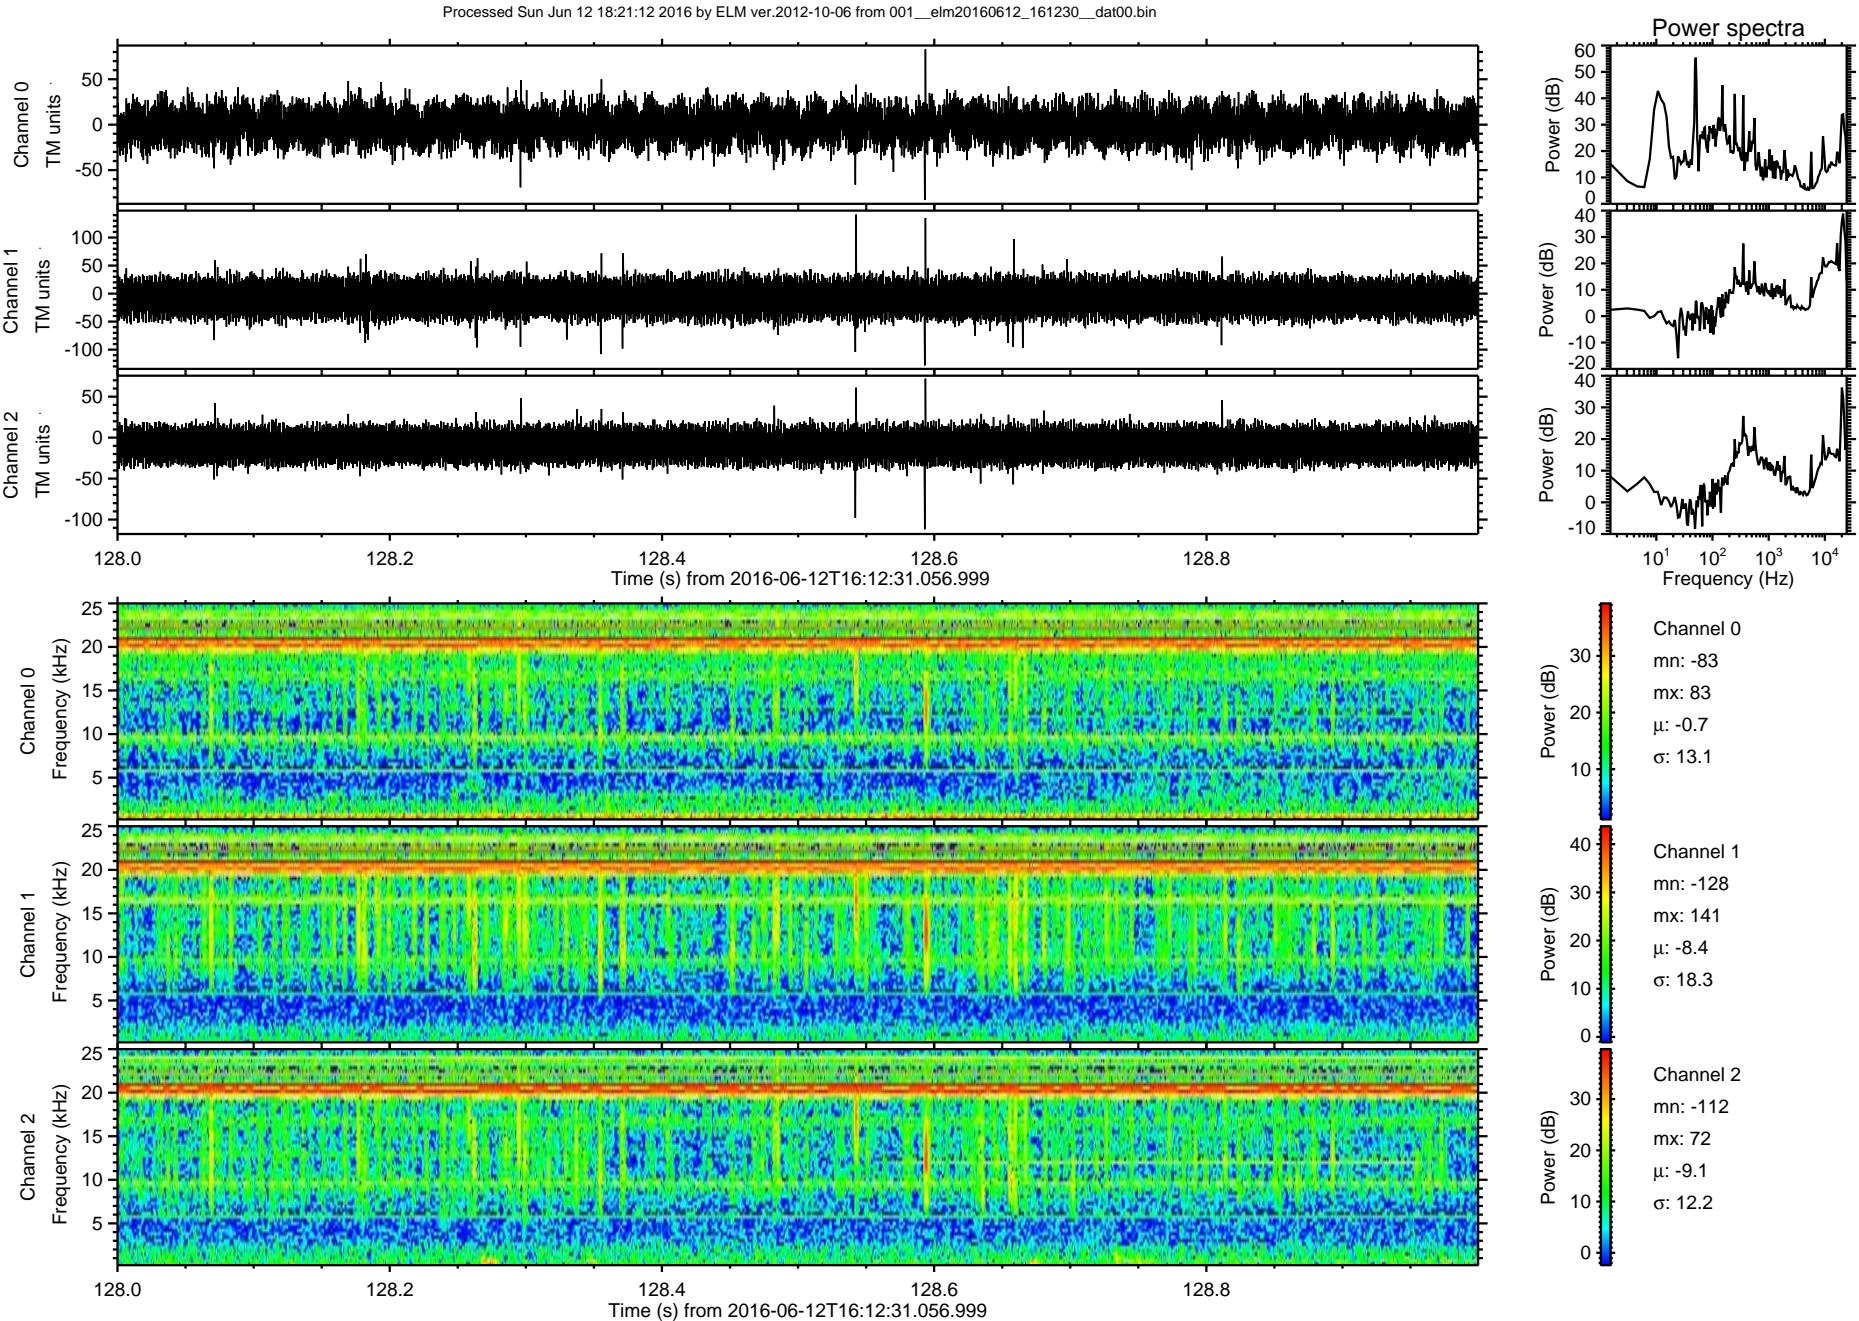 Processed Sun Jun 12 18:21:12 2016 by ELM ver.2012-10-06 from 001__elm20160612_161230__dat00.bin
Power spectra
Channel 0
TM units
50
0
-50
Power (dB)
60
50
40
30
20
10
0
Channel 1
TM units
100
50
0
-50
-100
Power (dB)
40
30
20
10
0
-10
-20
Channel 2
TM units
50
0
-50
-100
Power (dB)
40
30
20
10
0
-10
128.0 128.2 128.4 128.6 128.8
Time (s) from 2016-06-12T16:12:31.056.999
10^1 10^2 10^3 10^4
Frequency (Hz)
Channel 0
Frequency (kHz)
25
20
15
10
5
Power (dB)
30
20
10
Channel 0
mn: -83
mx: 83
μ: -0.7
σ: 13.1
Channel 1
Frequency (kHz)
25
20
15
10
5
Power (dB)
40
30
20
10
0
Channel 1
mn: -128
mx: 141
μ: -8.4
σ: 18.3
Channel 2
Frequency (kHz)
25
20
15
10
5
Power (dB)
30
20
10
0
Channel 2
mn: -112
mx: 72
μ: -9.1
σ: 12.2
128.0 128.2 128.4 128.6 128.8
Time (s) from 2016-06-12T16:12:31.056.999